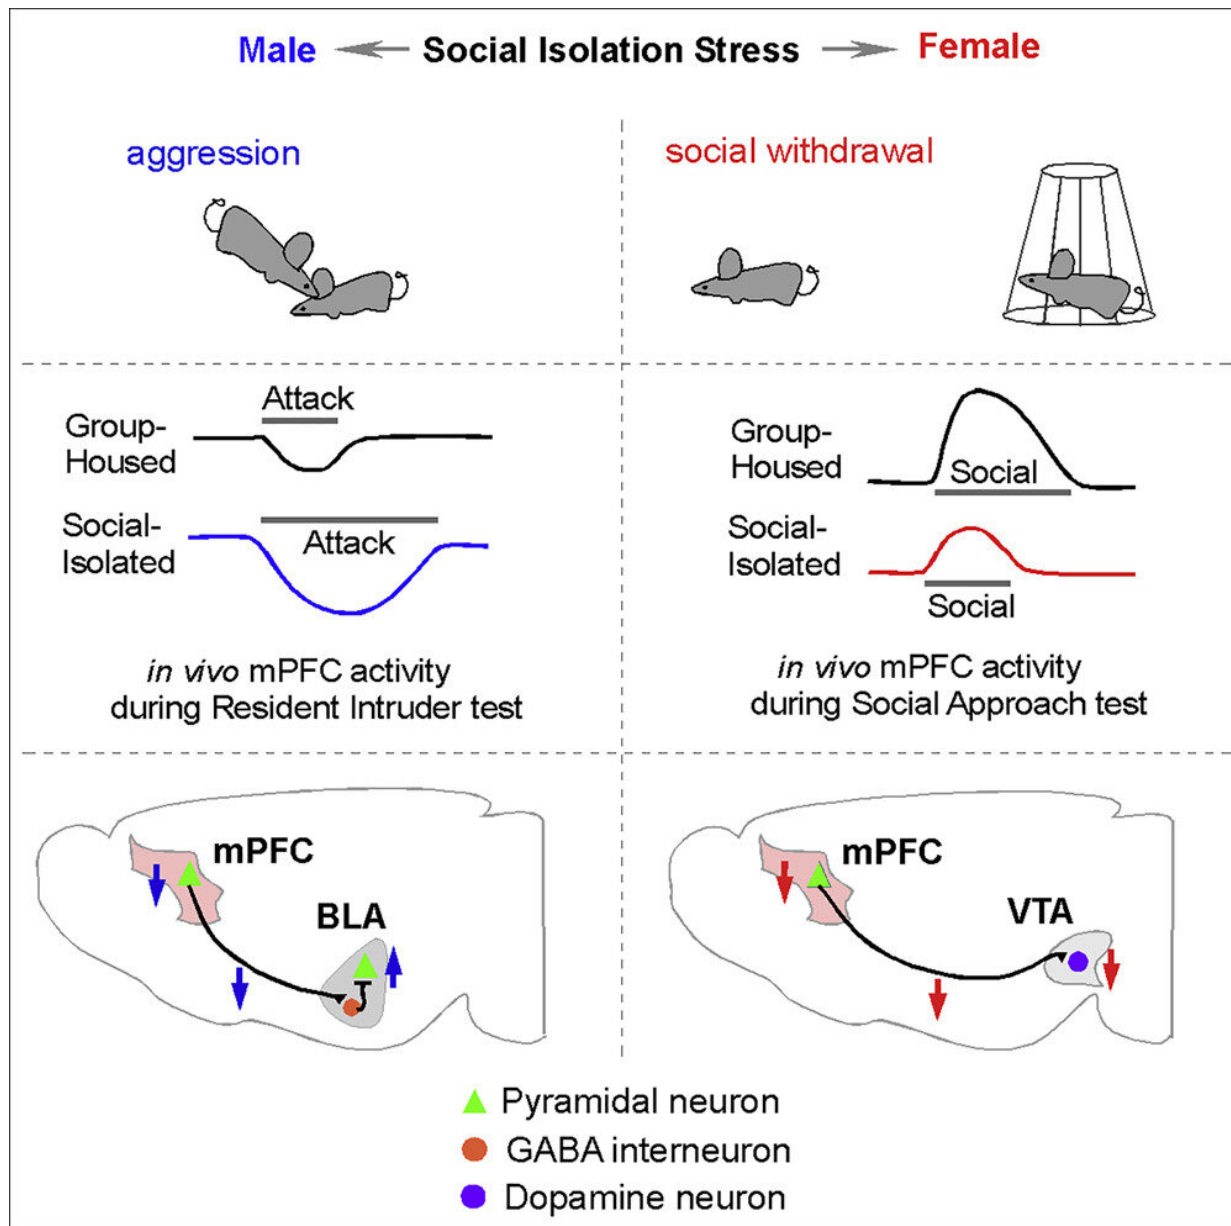 Male Social Isolation Stress Female
aggression
social withdrawal
Group-
Housed
Attack
Social-
Isolated
Attack
in vivo mPFC activity
during Resident Intruder test
Group-
Housed
Social
Social-
Isolated
Social
in vivo mPFC activity
during Social Approach test
mPFC
BLA
mPFC
VTA
Pyramidal neuron
GABA interneuron
Dopamine neuron